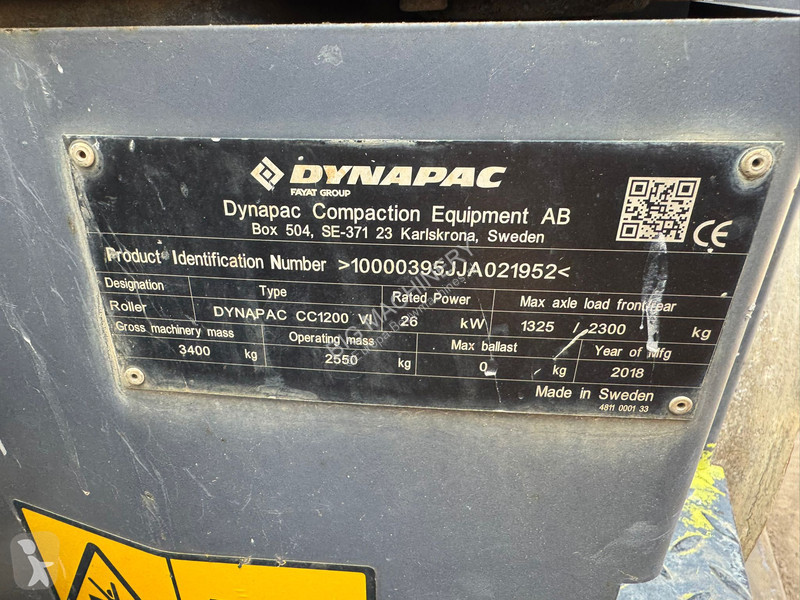 DYNAPAC
FAYAT GROUP
Dynapac Compaction Equipment AB
Box 504, SE-371 23 Karlskrona, Sweden
CE
Product Identification Number >10000395JJA021952<
Designation Type Rated Power Max axle load front/rear
Roller DYNAPAC CC1200 VI 26 kW 1325 / 2300 kg
Gross machinery mass Operating mass Max ballast Year of Mfg
3400 kg 2550 kg 0 kg 2018
Made in Sweden
4811 0001 33